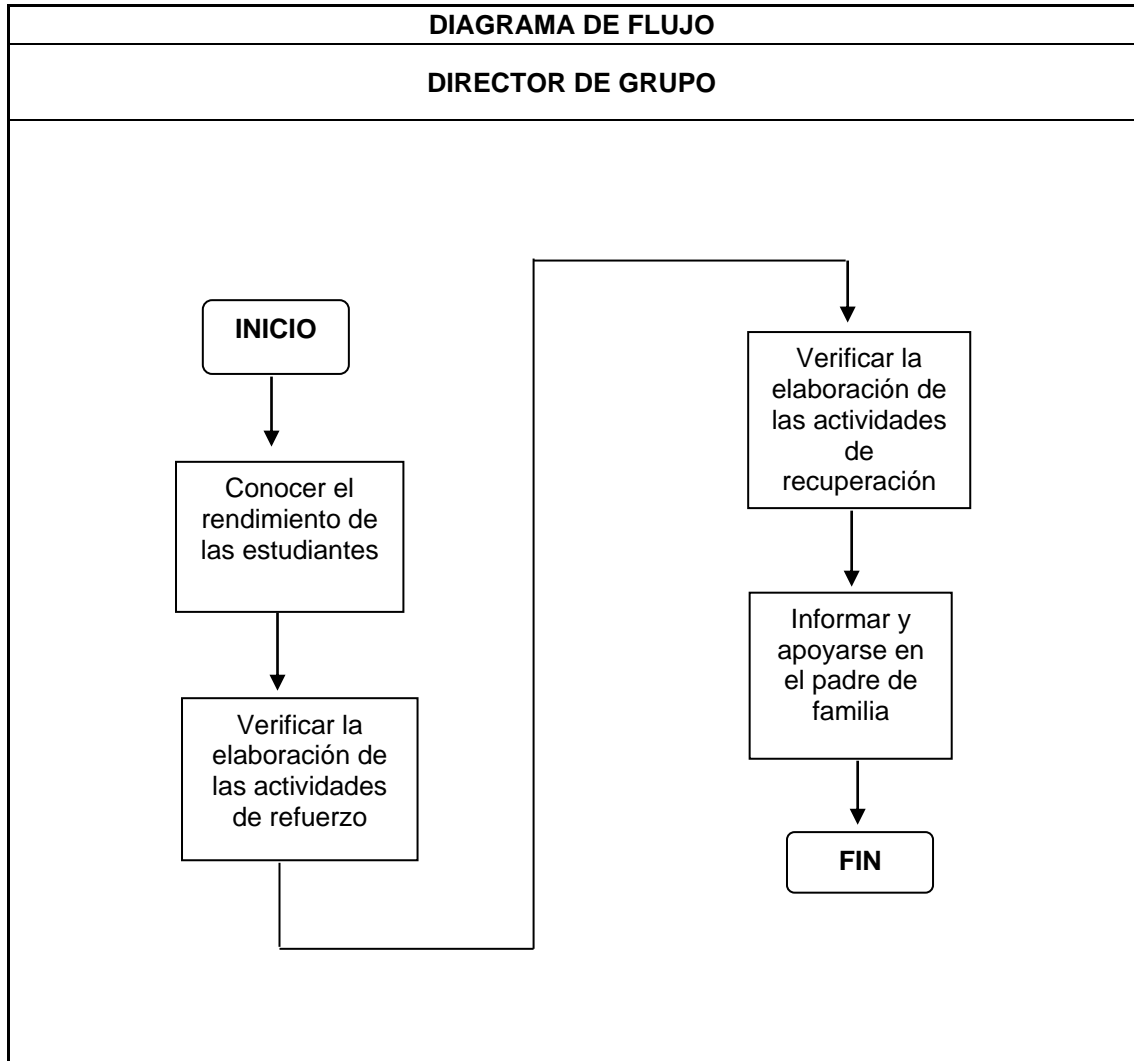 DIAGRAMA DE FLUJO
DIRECTOR DE GRUPO
INICIO
Conocer el
rendimiento de
las estudiantes
Verificar la
elaboración de
las actividades
de refuerzo
Verificar la
elaboración de
las actividades
de
recuperación
Informar y
apoyarse en
el padre de
familia
FIN